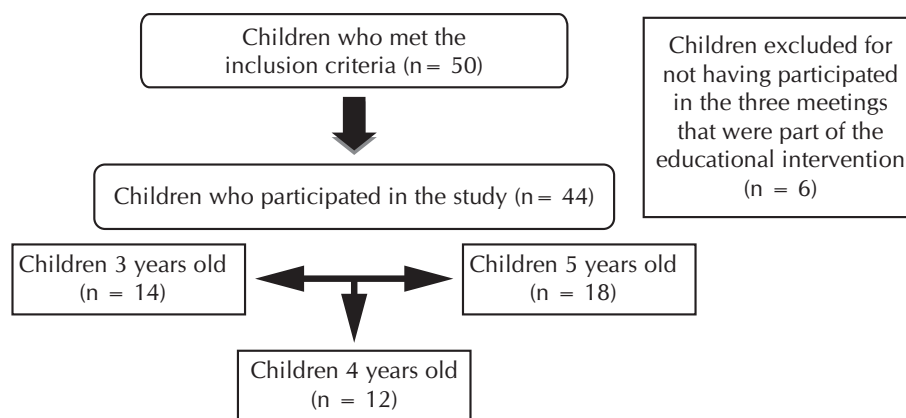 Children who met the
inclusion criteria (n = 50)
Children excluded for
not having participated
in the three meetings
that were part of the
educational intervention
(n = 6)
Children who participated in the study (n = 44)
Children 3 years old
(n = 14)
Children 5 years old
(n = 18)
Children 4 years old
(n = 12)